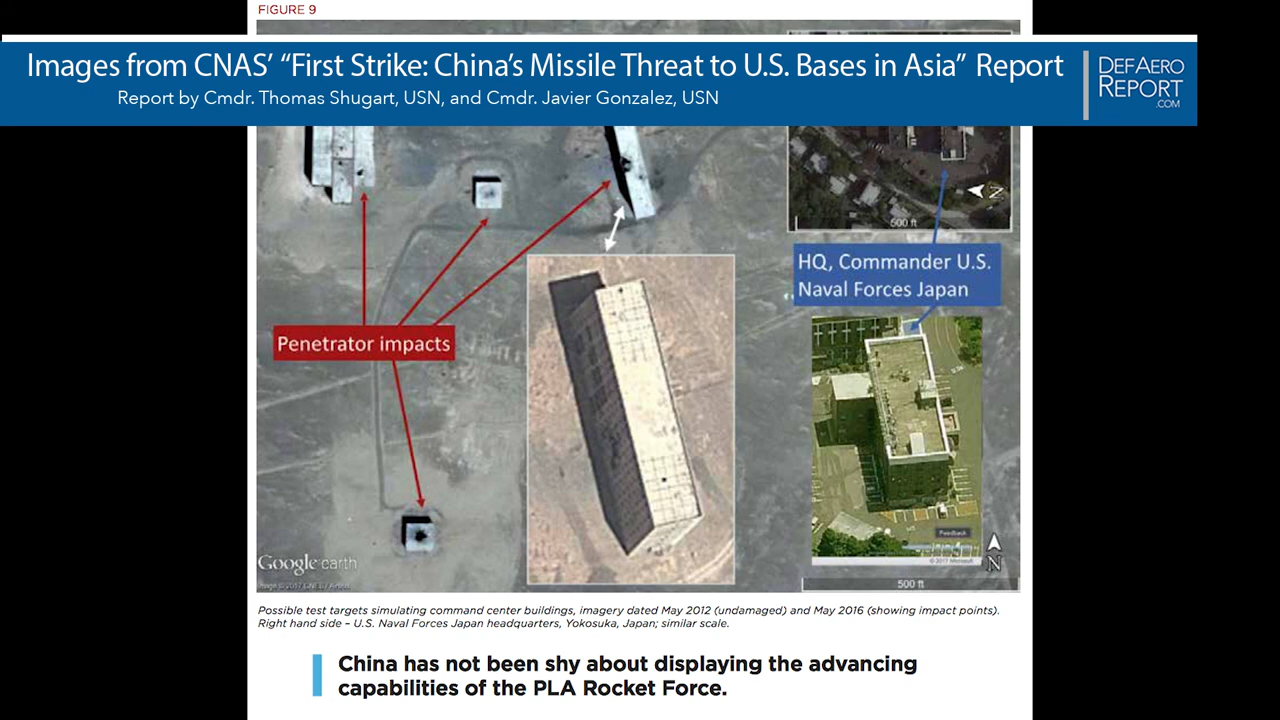 FIGURE 9
Images from CNAS' “First Strike: China's Missile Threat to U.S. Bases in Asia” Report
Report by Cmdr. Thomas Shugart, USN, and Cmdr. Javier Gonzalez, USN
DEFAERO
REPORT
.COM
500 ft
N
HQ, Commander U.S.
Naval Forces Japan
Penetrator impacts
Feedback
© 2017 Microsoft
N
Google earth
500 ft
Possible test targets simulating command center buildings, imagery dated May 2012 (undamaged) and May 2016 (showing impact points).
Right hand side – U.S. Naval Forces Japan headquarters, Yokosuka, Japan; similar scale.
China has not been shy about displaying the advancing
capabilities of the PLA Rocket Force.